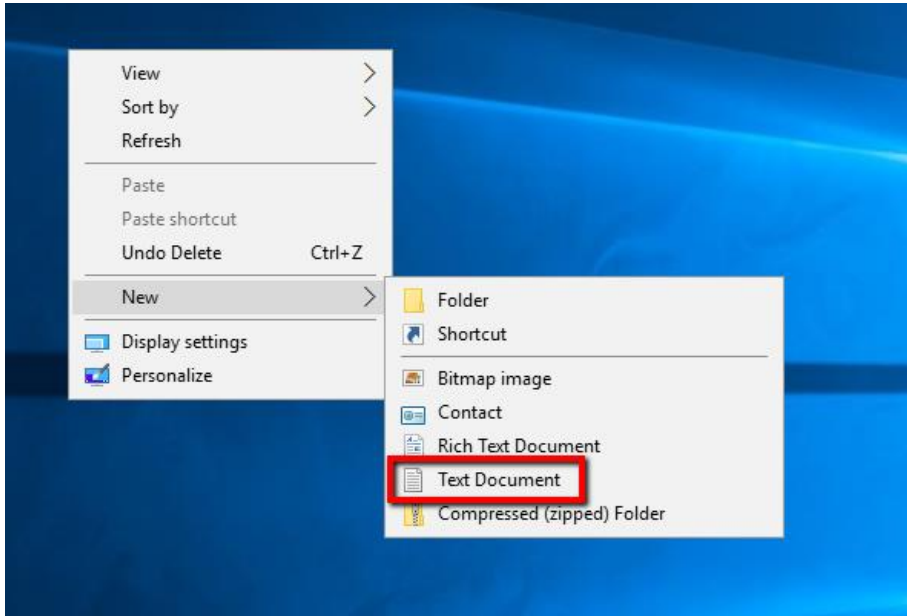 View
Sort by
Refresh
Paste
Paste shortcut
Undo Delete Ctrl+Z
New
Display settings
Personalize
Folder
Shortcut
Bitmap image
Contact
Rich Text Document
Text Document
Compressed (zipped) Folder